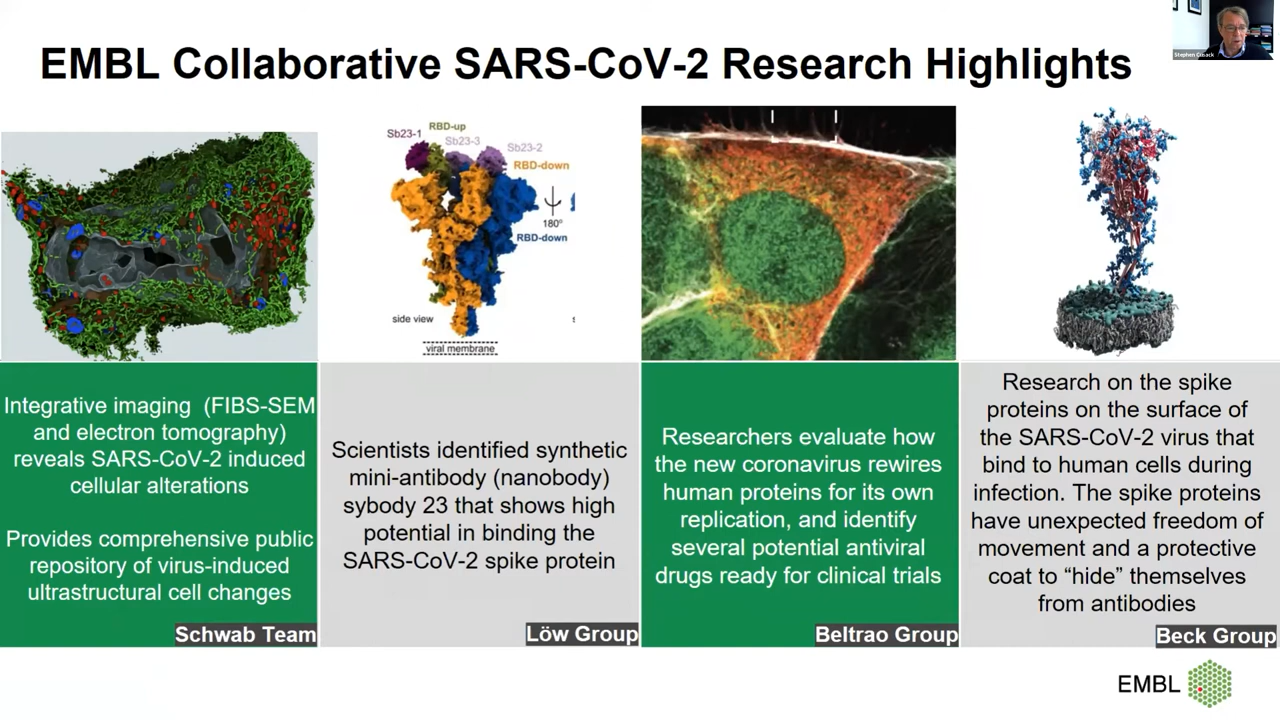 EMBL Collaborative SARS-CoV-2 Research Highlights
Stephen Cusack
Sb23-1
RBD-up
Sb23-3
Sb23-2
RBD-down
180°
RBD-down
side view
s
viral membrane
Integrative imaging (FIBS-SEM
and electron tomography)
reveals SARS-CoV-2 induced
cellular alterations
Provides comprehensive public
repository of virus-induced
ultrastructural cell changes
Schwab Team
Scientists identified synthetic
mini-antibody (nanobody)
sybody 23 that shows high
potential in binding the
SARS-CoV-2 spike protein
Löw Group
Researchers evaluate how
the new coronavirus rewires
human proteins for its own
replication, and identify
several potential antiviral
drugs ready for clinical trials
Beltrao Group
Research on the spike
proteins on the surface of
the SARS-CoV-2 virus that
bind to human cells during
infection. The spike proteins
have unexpected freedom of
movement and a protective
coat to “hide” themselves
from antibodies
Beck Group
EMBL